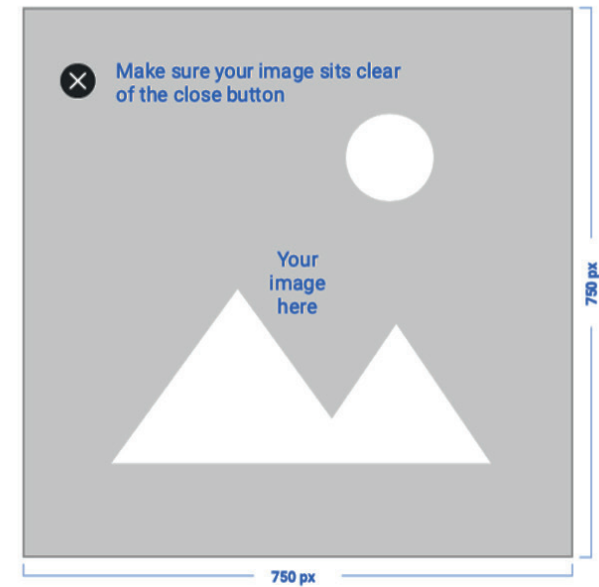 Make sure your image sits clear
of the close button
Your
image
here
750 px
750 px